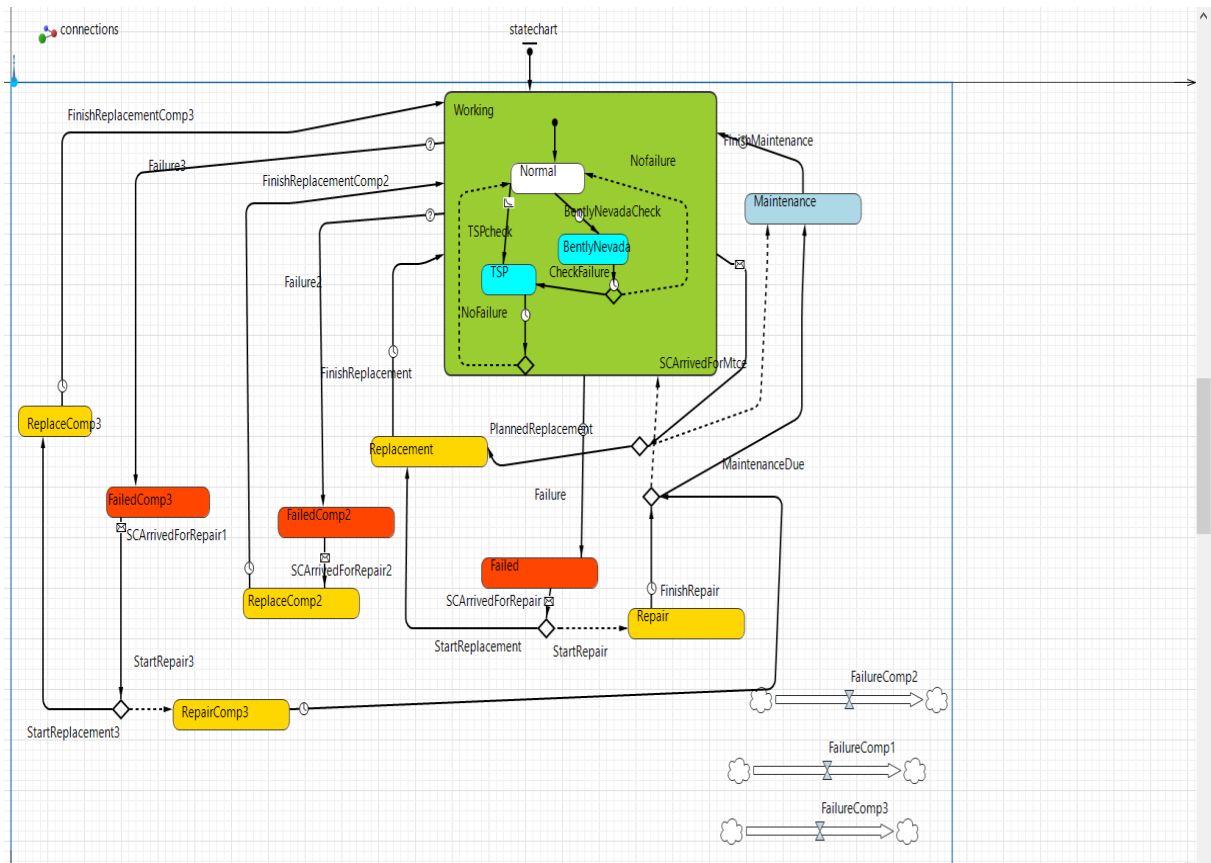 connections
statechart
FinishReplacementComp3
Working
FinishMaintenance
Nofailure
Failure3
Normal
FinishReplacementComp2
Maintenance
BentlyNevadaCheck
TSPcheck
BentlyNevada
TSP
CheckFailure
Failure2
NoFailure
SCArrivedForMtce
FinishReplacement
ReplaceComp3
PlannedReplacement
Replacement
MaintenanceDue
Failure
FailedComp3
FailedComp2
SCArrivedForRepair1
Failed
SCArrivedForRepair2
FinishRepair
ReplaceComp2
SCArrivedForRepair
Repair
StartReplacement
StartRepair
StartRepair3
FailureComp2
RepairComp3
StartReplacement3
FailureComp1
FailureComp3